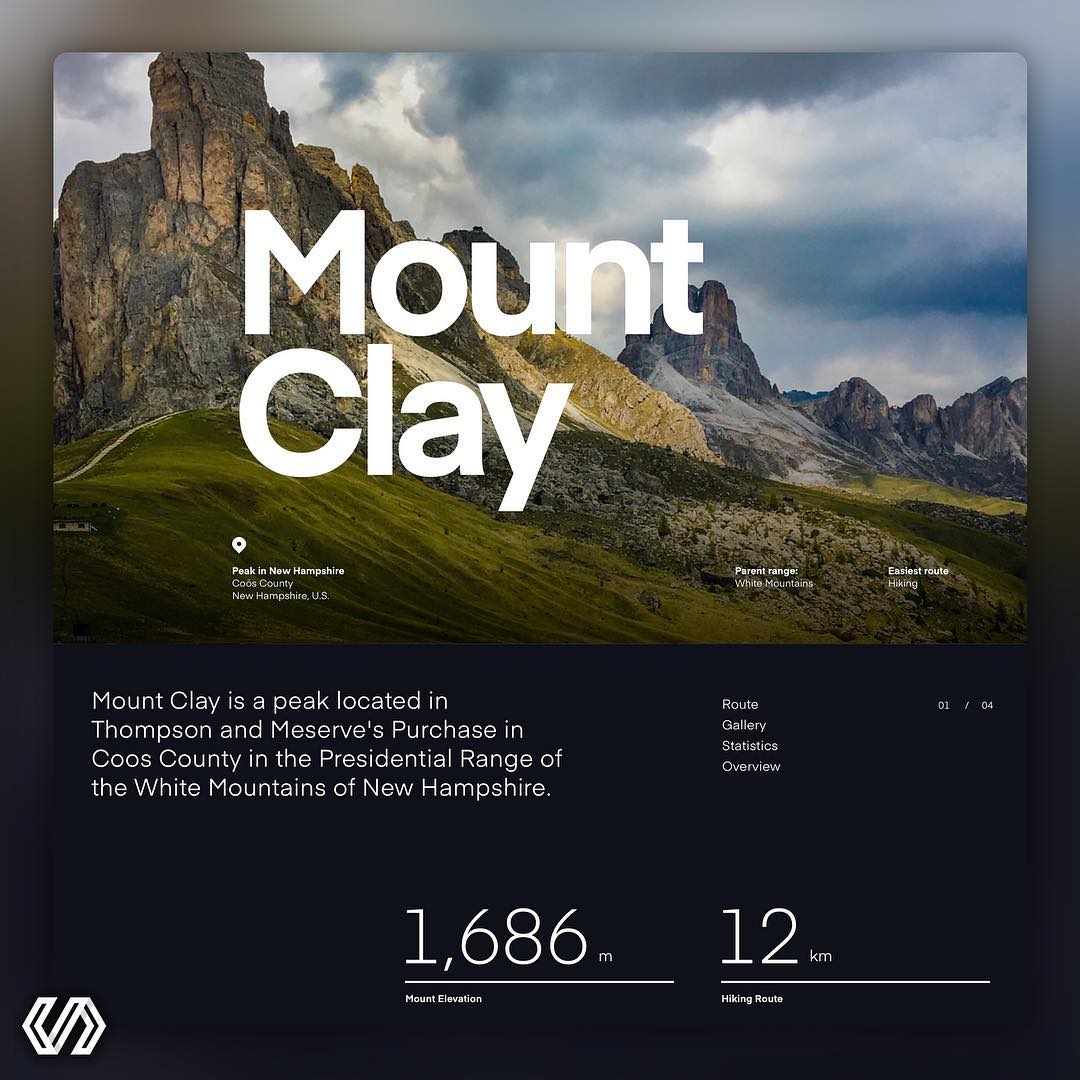 Mount
Clay
Peak in New Hampshire
Coös County
New Hampshire, U.S.
Parent range:
White Mountains
Easiest route
Hiking
Mount Clay is a peak located in
Thompson and Meserve's Purchase in
Coos County in the Presidential Range of
the White Mountains of New Hampshire.
Route
Gallery
Statistics
Overview
01 / 04
1,686 m
Mount Elevation
12 km
Hiking Route